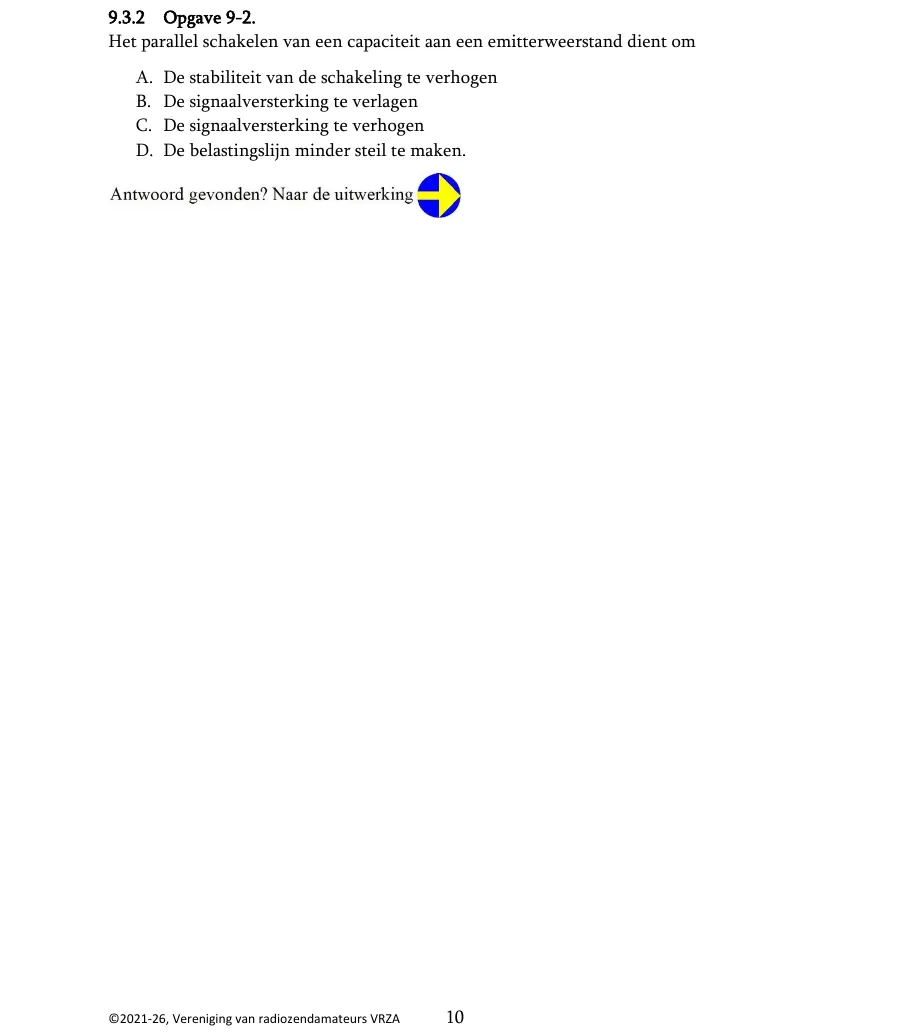 9.3.2 Opgave 9-2.
Het parallel schakelen van een capaciteit aan een emitterweerstand dient om
A. De stabiliteit van de schakeling te verhogen
B. De signaalversterking te verlagen
C. De signaalversterking te verhogen
D. De belastingslijn minder steil te maken.
Antwoord gevonden? Naar de uitwerking
©2021-26, Vereniging van radiozendamateurs VRZA 10